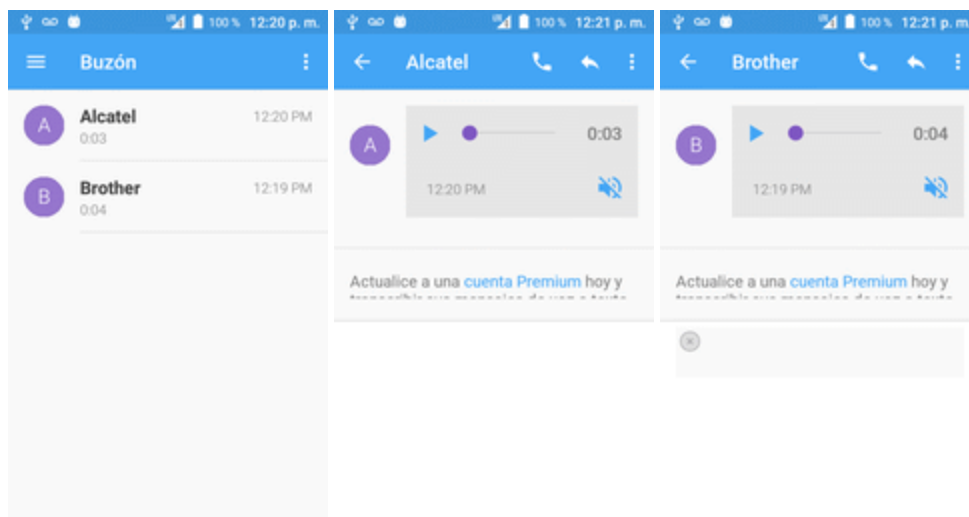 100 % 12:20 p. m.
Buzón
A
Alcatel
12:20 PM
0:03
B
Brother
12:19 PM
0:04
100 % 12:21 p. m.
Alcatel
A
0:03
12:20 PM
Actualice a una cuenta Premium hoy y
100 % 12:21 p. m.
Brother
B
0:04
12:19 PM
Actualice a una cuenta Premium hoy y